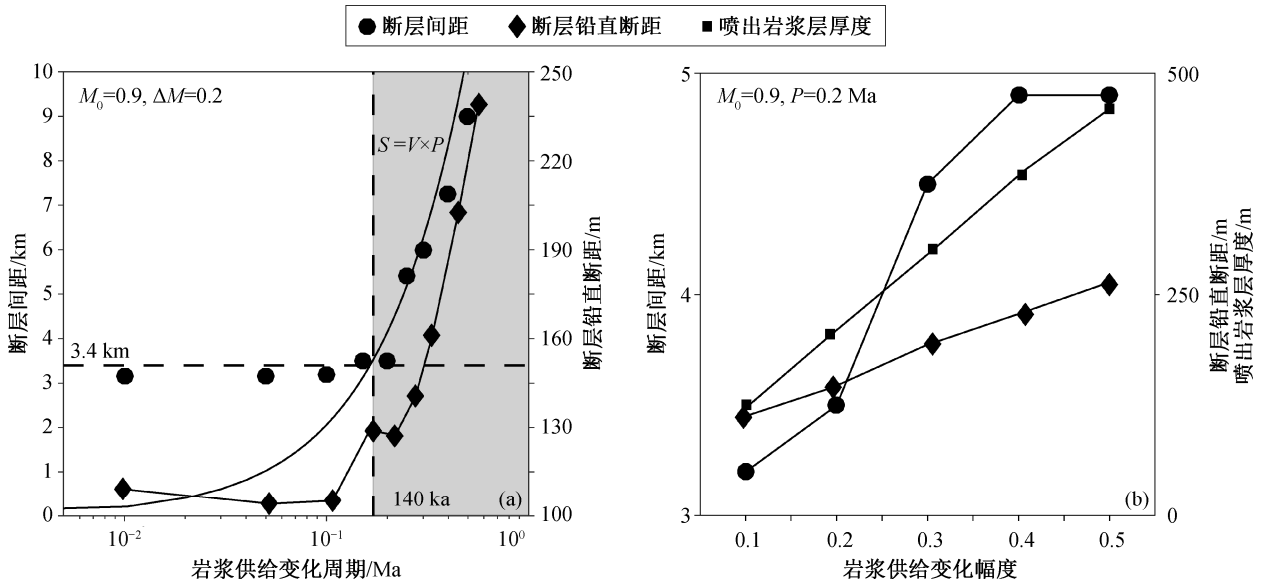 断层间距 断层铅直断距 喷出岩浆层厚度
M₀=0.9, ΔM=0.2
S=V×P
3.4 km
140 ka
(a)
10
9
8
7
6
5
4
3
2
1
0
断层间距/km
250
220
190
160
130
100
断层铅直断距/m
10⁻² 10⁻¹ 10⁰
岩浆供给变化周期/Ma
M₀=0.9, P=0.2 Ma
(b)
5
4
3
断层间距/km
500
250
0
断层铅直断距/m
喷出岩浆层厚度/m
0.1 0.2 0.3 0.4 0.5
岩浆供给变化幅度